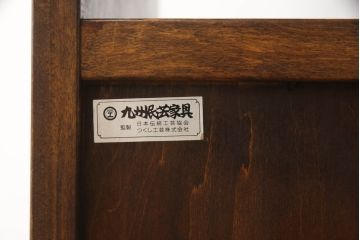 九州民芸家具
監製 日本伝統工芸協会
つくし工芸株式会社